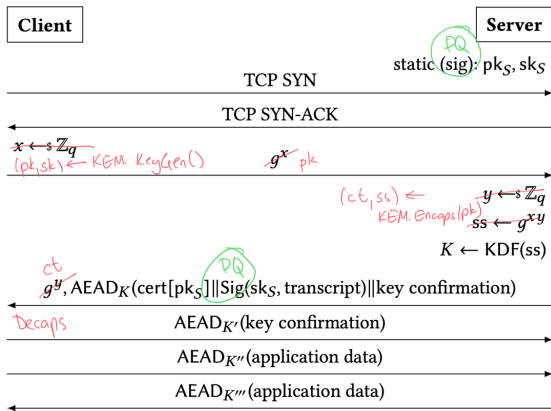 Client
Server
PQ
static (sig): pk_S, sk_S
TCP SYN
TCP SYN-ACK
x ←$ ℤ_q
(pk,sk) ← KEM.KeyGen()
g^x pk
(ct, ss) ← y ←$ ℤ_q
KEM.Encaps(pk)
ss ← g^xy
K ← KDF(ss)
ct
PQ
g^y, AEAD_K(cert[pk_S]‖Sig(sk_S, transcript)‖key confirmation)
Decaps
AEAD_K′(key confirmation)
AEAD_K″(application data)
AEAD_K‴(application data)